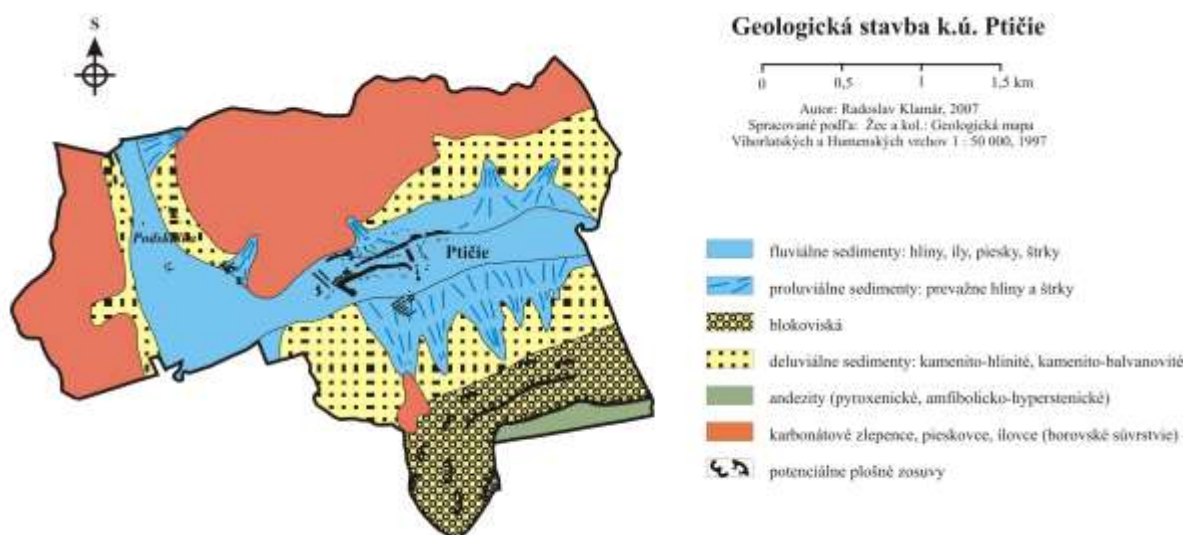 S
Geologická stavba k.ú. Ptičie
0 0,5 1 1,5 km
Autor: Radoslav Klamár, 2007
Spracované podľa: Žec a kol.: Geologická mapa
Vihorlatských a Humenských vrchov 1 : 50 000, 1997
Ptičie
fluviálne sedimenty: hliny, íly, piesky, štrky
proluviálne sedimenty: prevažne hliny a štrky
blokoviská
deluviálne sedimenty: kamenito-hlinité, kamenito-balvanovité
andezity (pyroxenické, amfibolicko-hyperstenické)
karbonátové zlepence, pieskovce, ílovce (borovské súvrstvie)
potenciálne plošné zosuvy